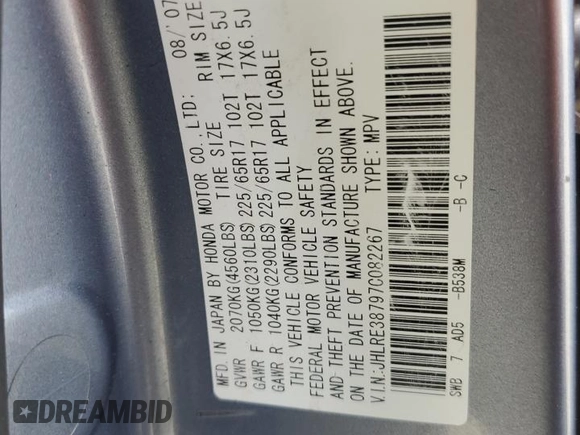 MFD. IN JAPAN BY HONDA MOTOR CO.,LTD: 08/'07
TIRE SIZE RIM SIZE
GVWR 2070KG(4560LBS)
GAWR F 1050KG(2310LBS) 225/65R17 102T 17X6.5J
GAWR R 1040KG(2290LBS) 225/65R17 102T 17X6.5J
THIS VEHICLE CONFORMS TO ALL APPLICABLE
FEDERAL MOTOR VEHICLE SAFETY
AND THEFT PREVENTION STANDARDS IN EFFECT
ON THE DATE OF MANUFACTURE SHOWN ABOVE.
V.I.N:JHLRE38797C082267 TYPE: MPV
SWB 7 AD5 -B538M -B -C
DREAMBID